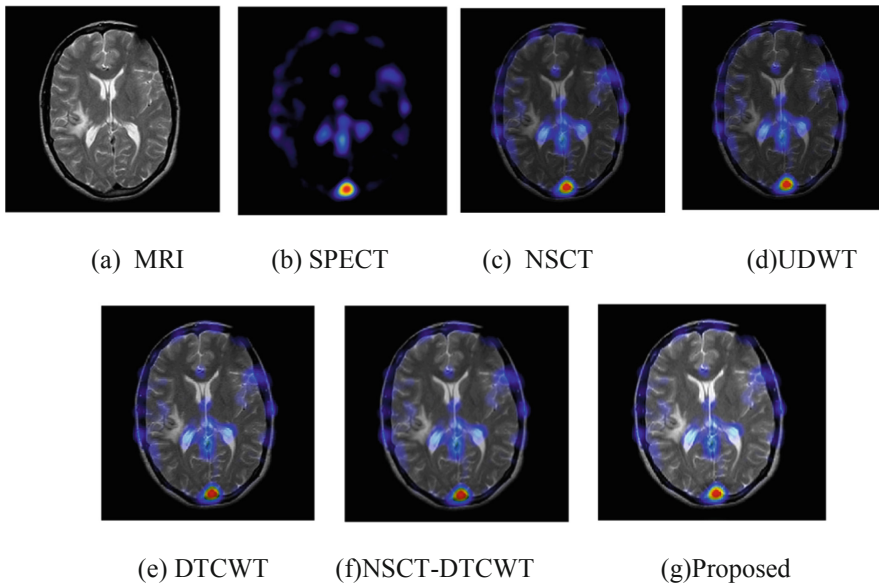 (a) MRI
(b) SPECT
(c) NSCT
(d)UDWT
(e) DTCWT
(f)NSCT-DTCWT
(g)Proposed